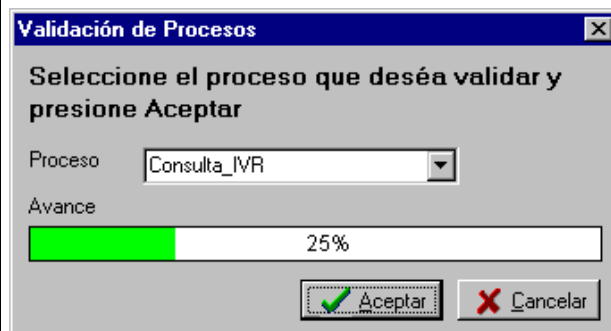 Validación de Procesos
Seleccione el proceso que deséa validar y
presione Aceptar
Proceso Consulta_IVR
Avance
25%
Aceptar Cancelar